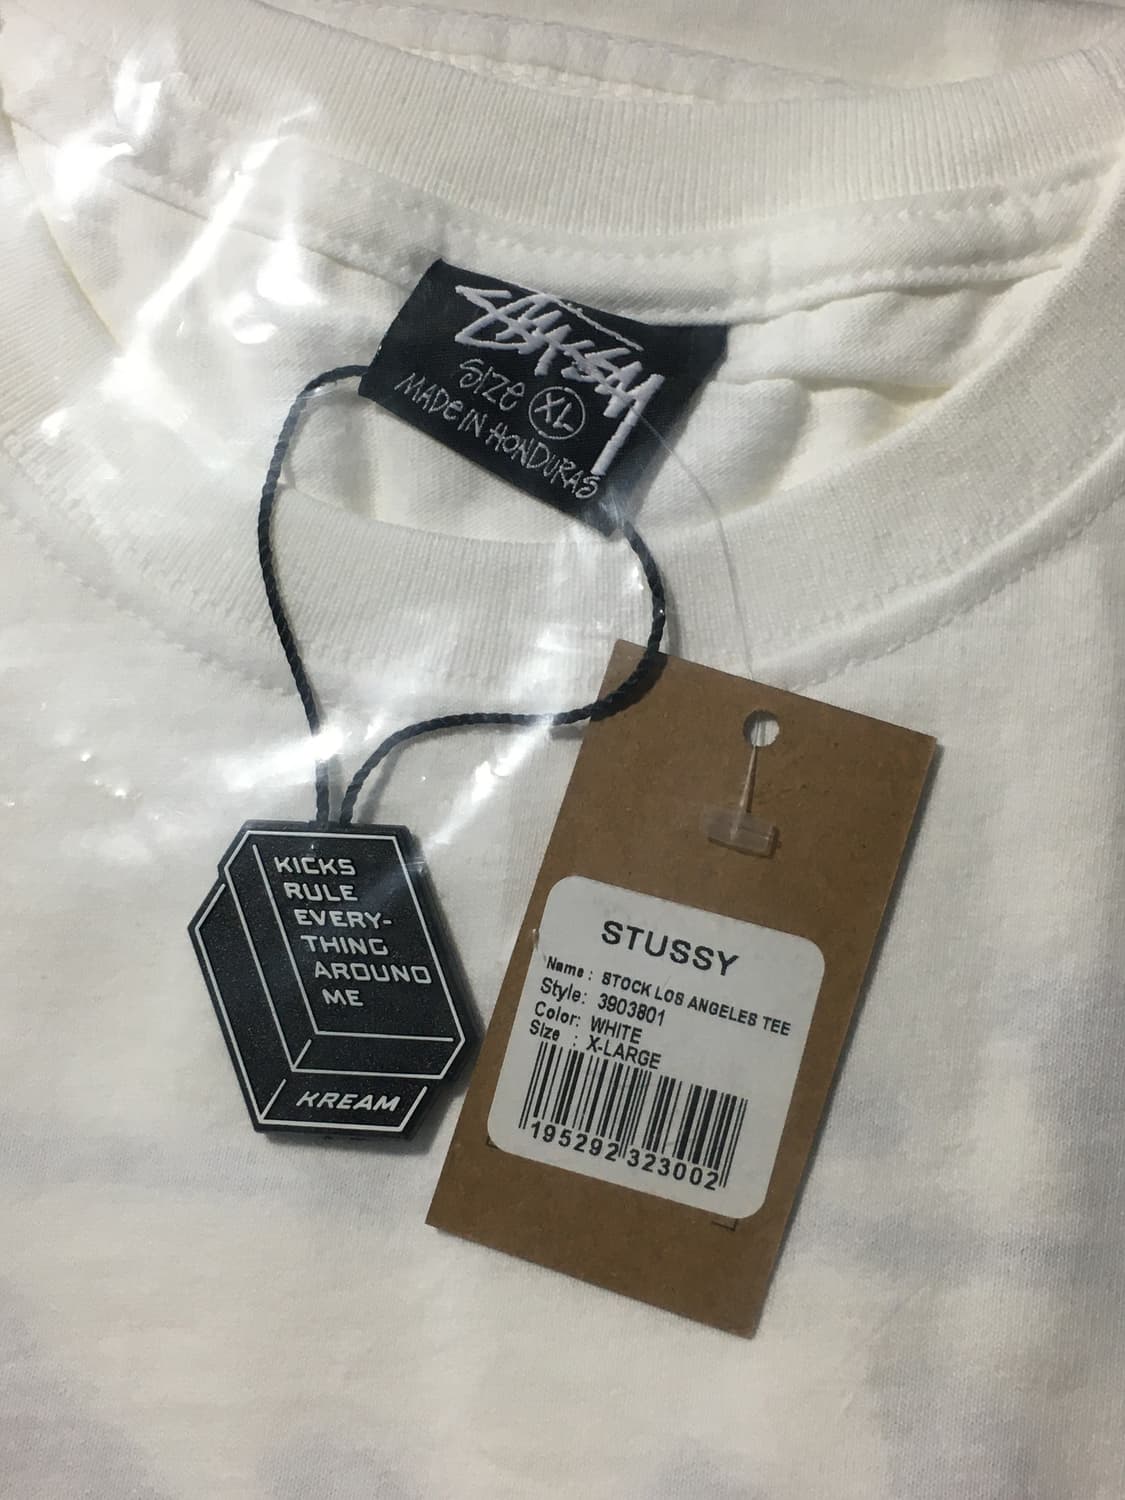 STUSSY
SIZE XL
MADE IN HONDURAS
KICKS
RULE
EVERY-
THING
AROUND
ME
KREAM
STUSSY
Name : STOCK LOS ANGELES TEE
Style: 3903801
Color: WHITE
Size : X-LARGE
195292 323002